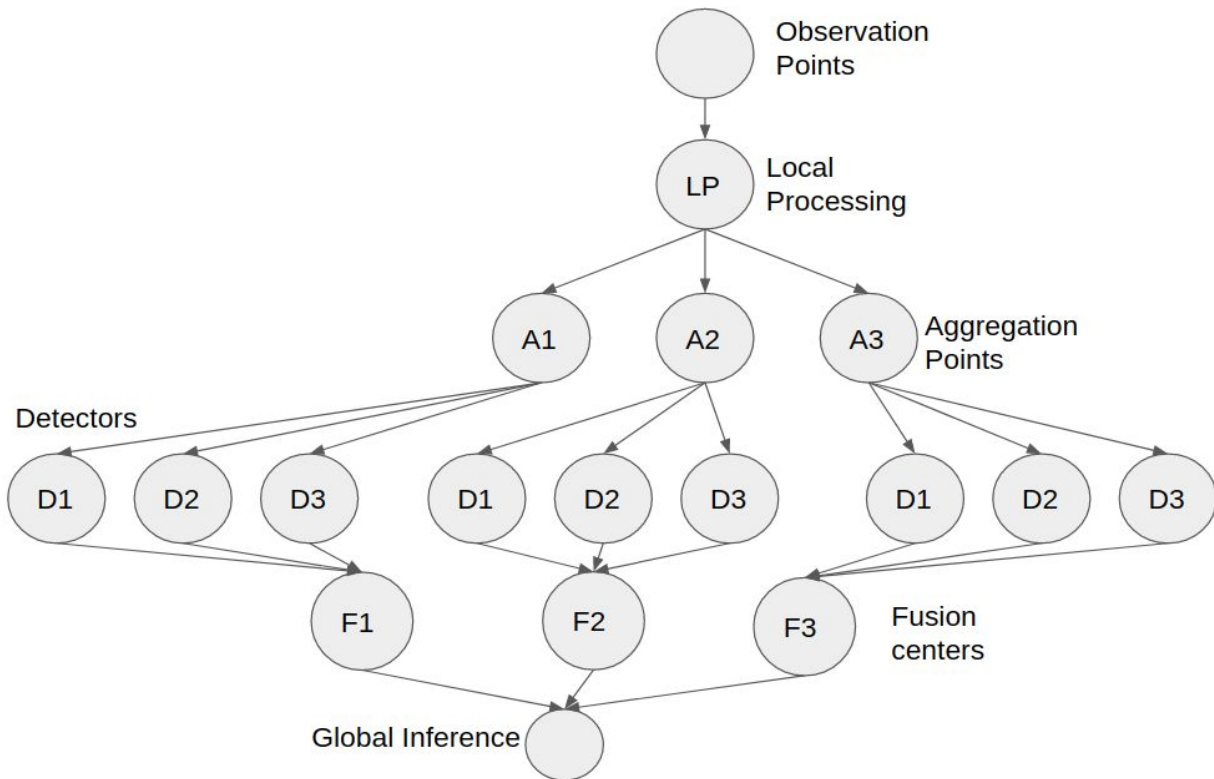 Observation
Points
LP
Local
Processing
A1
A2
A3
Aggregation
Points
Detectors
D1
D2
D3
D1
D2
D3
D1
D2
D3
F1
F2
F3
Fusion
centers
Global Inference